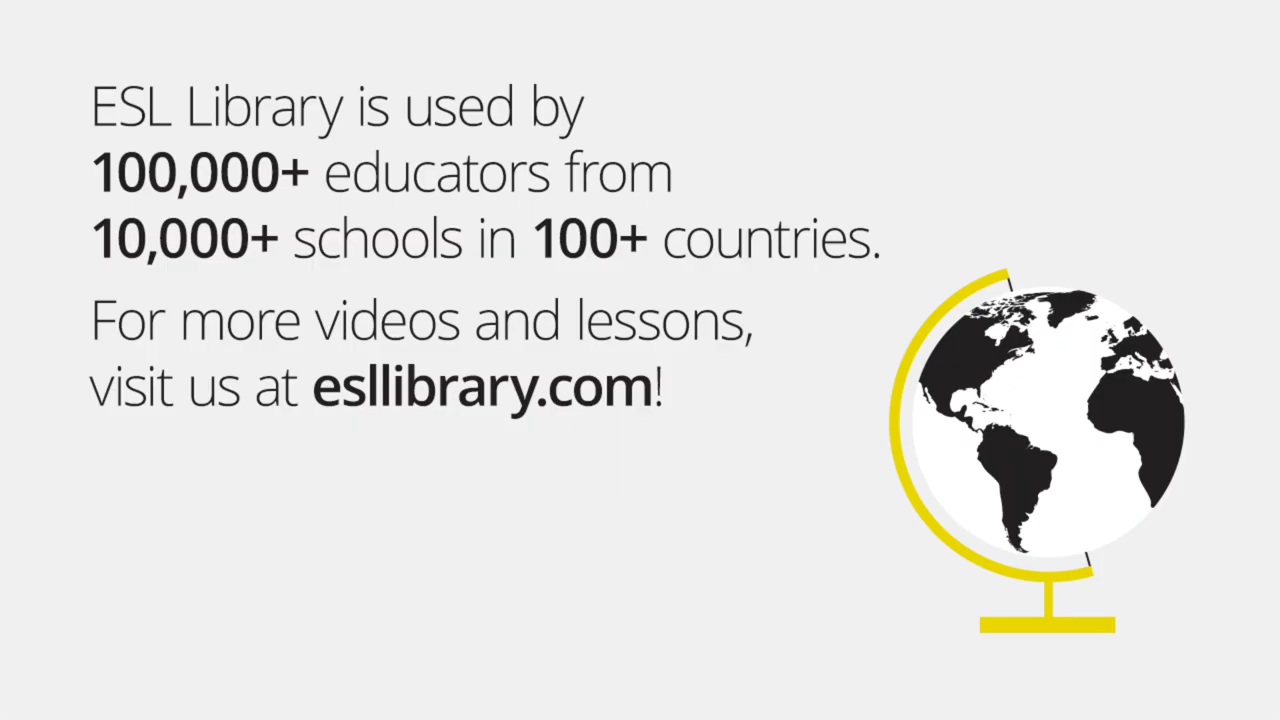 ESL Library is used by
100,000+ educators from
10,000+ schools in 100+ countries.
For more videos and lessons,
visit us at esllibrary.com!